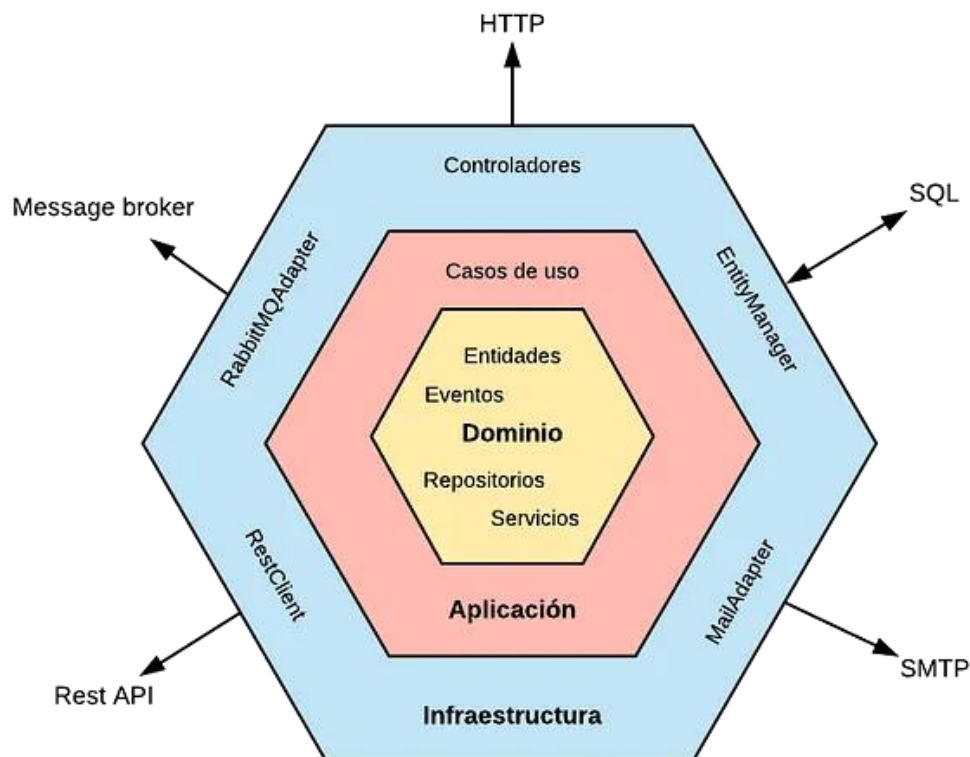 HTTP
Controladores
Message broker
SQL
RabbitMQAdapter
EntityManager
Casos de uso
Entidades
Eventos
Dominio
Repositorios
Servicios
RestClient
MailAdapter
Aplicación
Rest API
SMTP
Infraestructura